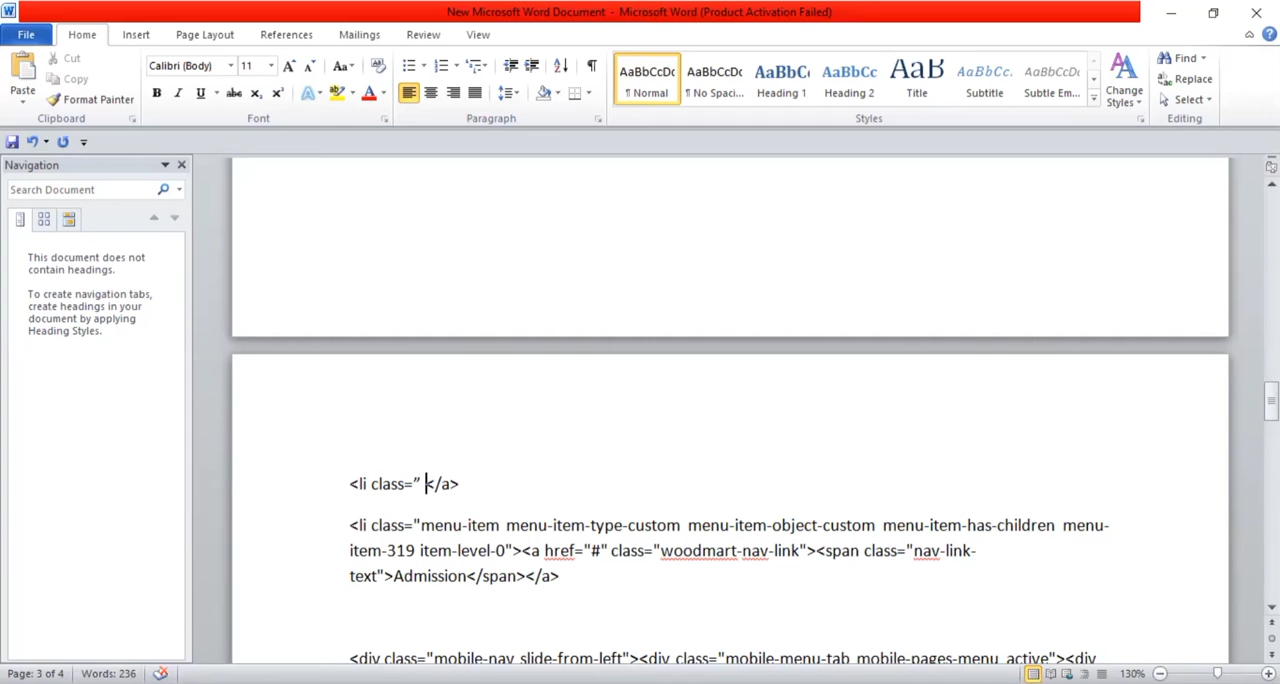 New Microsoft Word Document - Microsoft Word (Product Activation Failed)
File Home Insert Page Layout References Mailings Review View
Paste
Cut
Copy
Format Painter
Clipboard
Calibri (Body) 11
Font
Paragraph
AaBbCcDc AaBbCcDc AaBbC AaBbCc AaB AaBbCc. AaBbCcDc
¶ Normal ¶ No Spaci... Heading 1 Heading 2 Title Subtitle Subtle Em...
Change Styles
Styles
Find
Replace
Select
Editing
Navigation
Search Document
This document does not
contain headings.
To create navigation tabs,
create headings in your
document by applying
Heading Styles.
<li class=” </a>
<li class="menu-item menu-item-type-custom menu-item-object-custom menu-item-has-children menu-
item-319 item-level-0"><a href="#" class="woodmart-nav-link"><span class="nav-link-
text">Admission</span></a>
<div class="mobile-nav slide-from-left"><div class="mobile-menu-tab mobile-pages-menu active"><div
Page: 3 of 4 Words: 236 130%